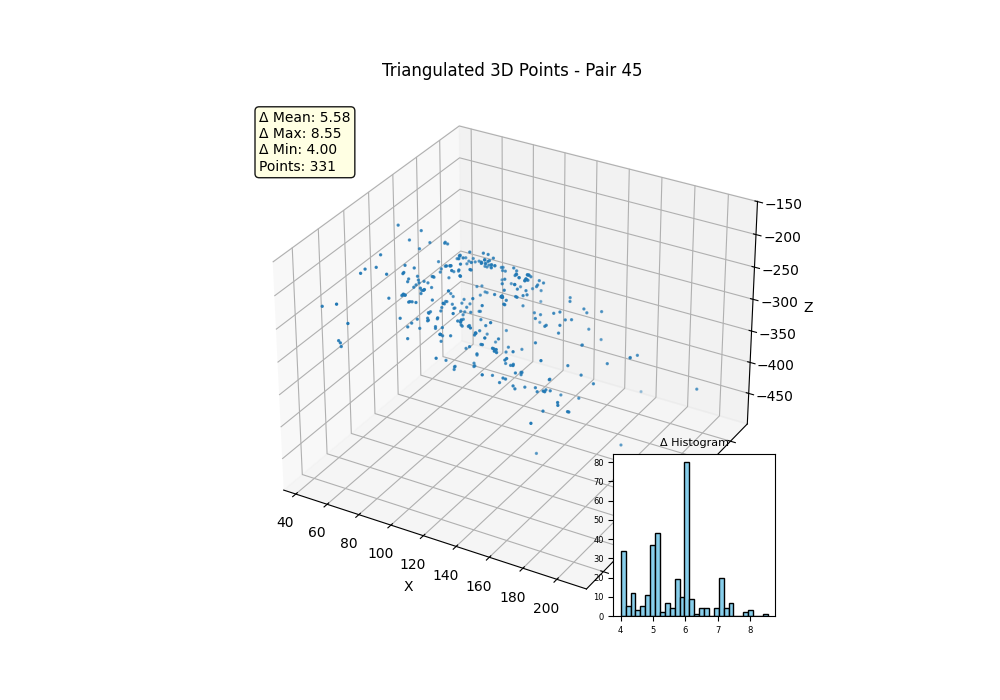 Triangulated 3D Points - Pair 45
Δ Mean: 5.58
Δ Max: 8.55
Δ Min: 4.00
Points: 331
−150
−200
−250
−300
−350
−400
−450
Z
40
60
80
100
120
140
160
180
200
X
Δ Histogram
80
70
60
50
40
30
20
10
0
4 5 6 7 8